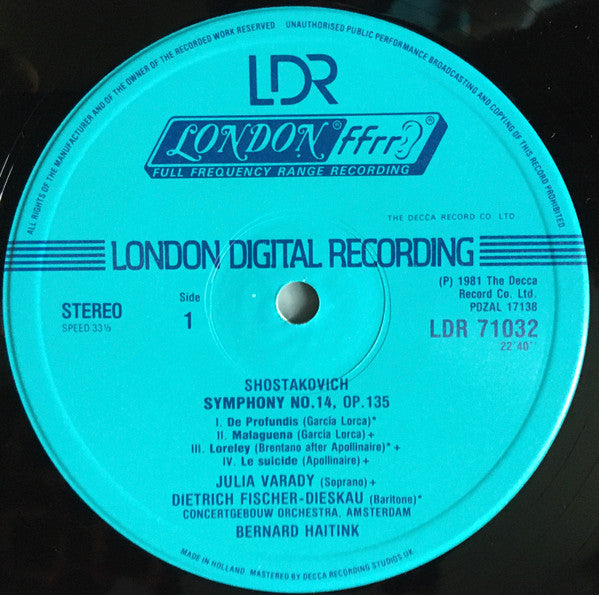 ALL RIGHTS OF THE MANUFACTURER AND OF THE OWNER OF THE RECORDED WORK RESERVED
UNAUTHORISED PUBLIC PERFORMANCE BROADCASTING AND COPYING OF THIS RECORD PROHIBITED
LDR
LONDON® ffrr®
FULL FREQUENCY RANGE RECORDING
THE DECCA RECORD CO LTD
LONDON DIGITAL RECORDING
STEREO
SPEED 33⅓
Side
1
(P) 1981 The Decca
Record Co. Ltd.
PDZAL 17138
LDR 71032
22'40''
SHOSTAKOVICH
SYMPHONY NO.14, OP.135
I. De Profundis (García Lorca)*
II. Malaguena (García Lorca)+
III. Loreley (Brentano after Apollinaire)*+
IV. Le suicide (Apollinaire)+
JULIA VARADY (Soprano)+
DIETRICH FISCHER-DIESKAU (Baritone)*
CONCERTGEBOUW ORCHESTRA, AMSTERDAM
BERNARD HAITINK
MADE IN HOLLAND. MASTERED BY DECCA RECORDING STUDIOS UK